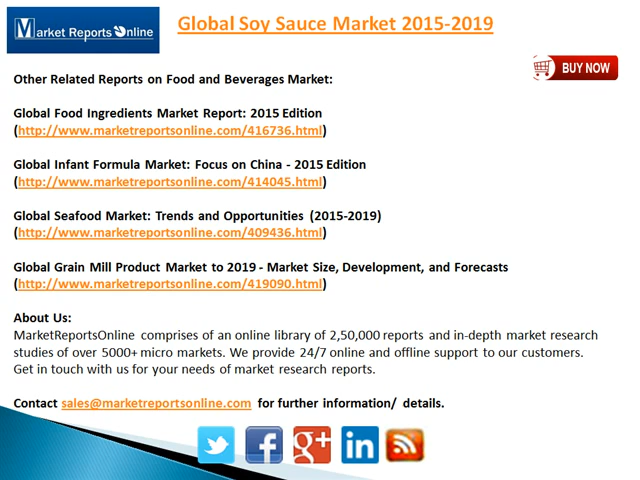 Market Reports Online
Global Soy Sauce Market 2015-2019
BUY NOW
Other Related Reports on Food and Beverages Market:
Global Food Ingredients Market Report: 2015 Edition
(http://www.marketreportsonline.com/416736.html)
Global Infant Formula Market: Focus on China - 2015 Edition
(http://www.marketreportsonline.com/414045.html)
Global Seafood Market: Trends and Opportunities (2015-2019)
(http://www.marketreportsonline.com/409436.html)
Global Grain Mill Product Market to 2019 - Market Size, Development, and Forecasts
(http://www.marketreportsonline.com/419090.html)
About Us:
MarketReportsOnline comprises of an online library of 2,50,000 reports and in-depth market research
studies of over 5000+ micro markets. We provide 24/7 online and offline support to our customers.
Get in touch with us for your needs of market research reports.
Contact sales@marketreportsonline.com for further information/ details.
f g+ in